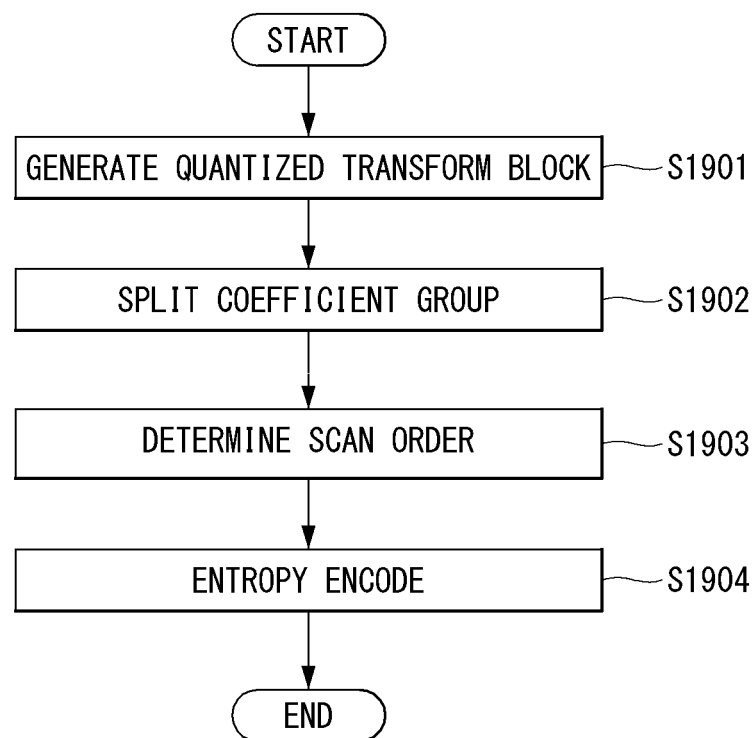 START
GENERATE QUANTIZED TRANSFORM BLOCK S1901
SPLIT COEFFICIENT GROUP S1902
DETERMINE SCAN ORDER S1903
ENTROPY ENCODE S1904
END